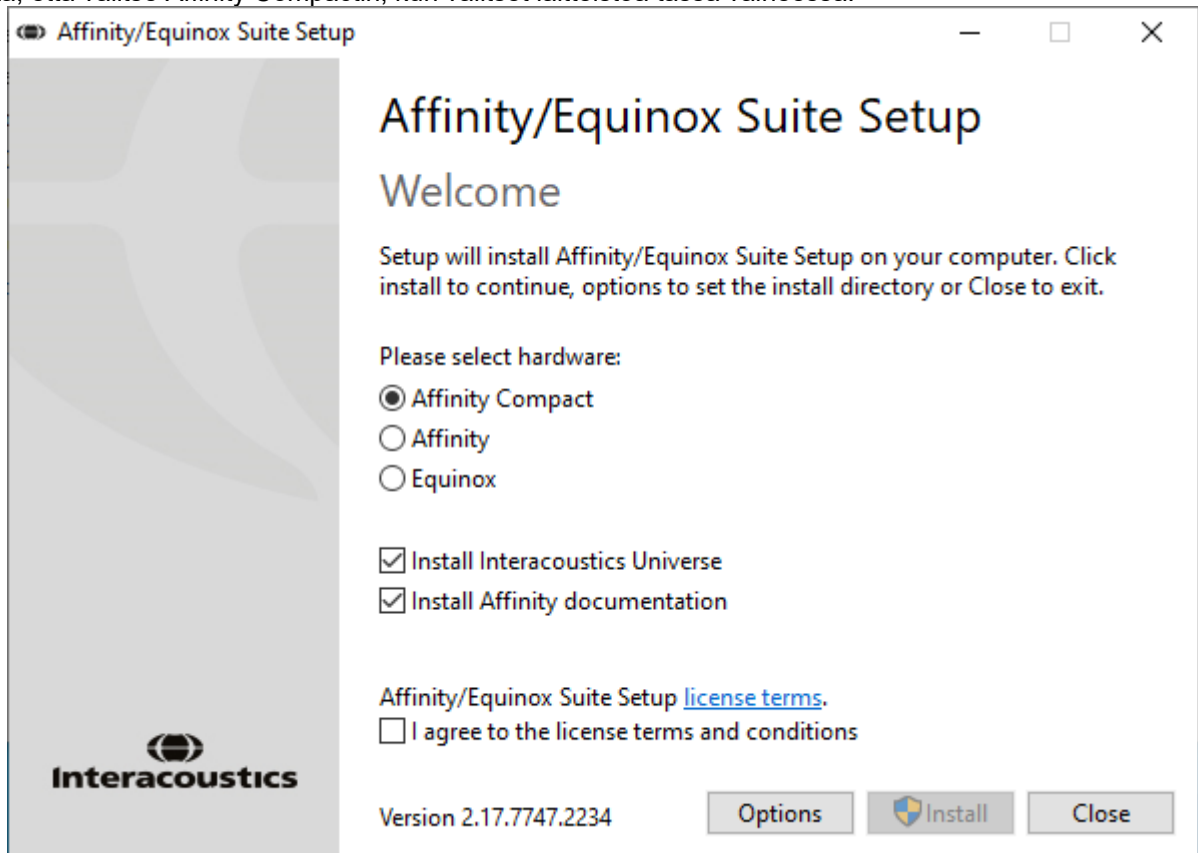 Affinity/Equinox Suite Setup
Affinity/Equinox Suite Setup
Welcome
Setup will install Affinity/Equinox Suite Setup on your computer. Click
install to continue, options to set the install directory or Close to exit.
Please select hardware:
Affinity Compact
Affinity
Equinox
Install Interacoustics Universe
Install Affinity documentation
Affinity/Equinox Suite Setup license terms.
I agree to the license terms and conditions
Interacoustics
Version 2.17.7747.2234 Options Install Close